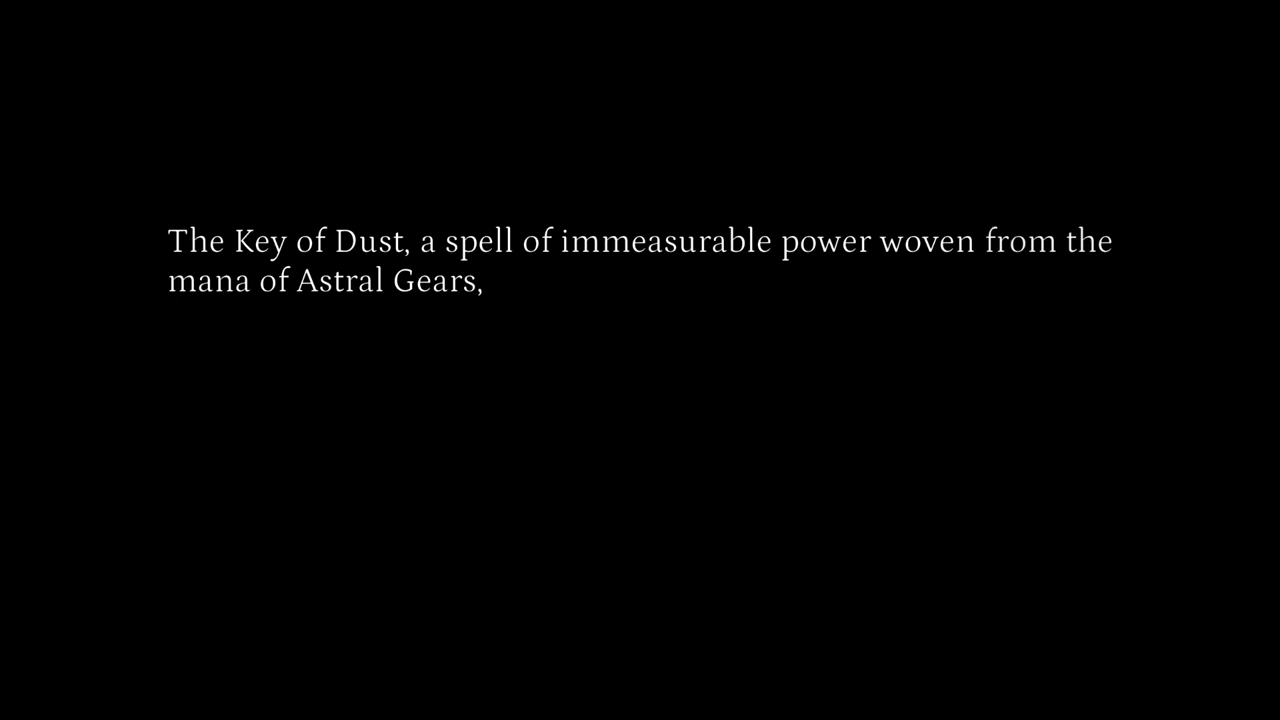 The Key of Dust, a spell of immeasurable power woven from the
mana of Astral Gears,